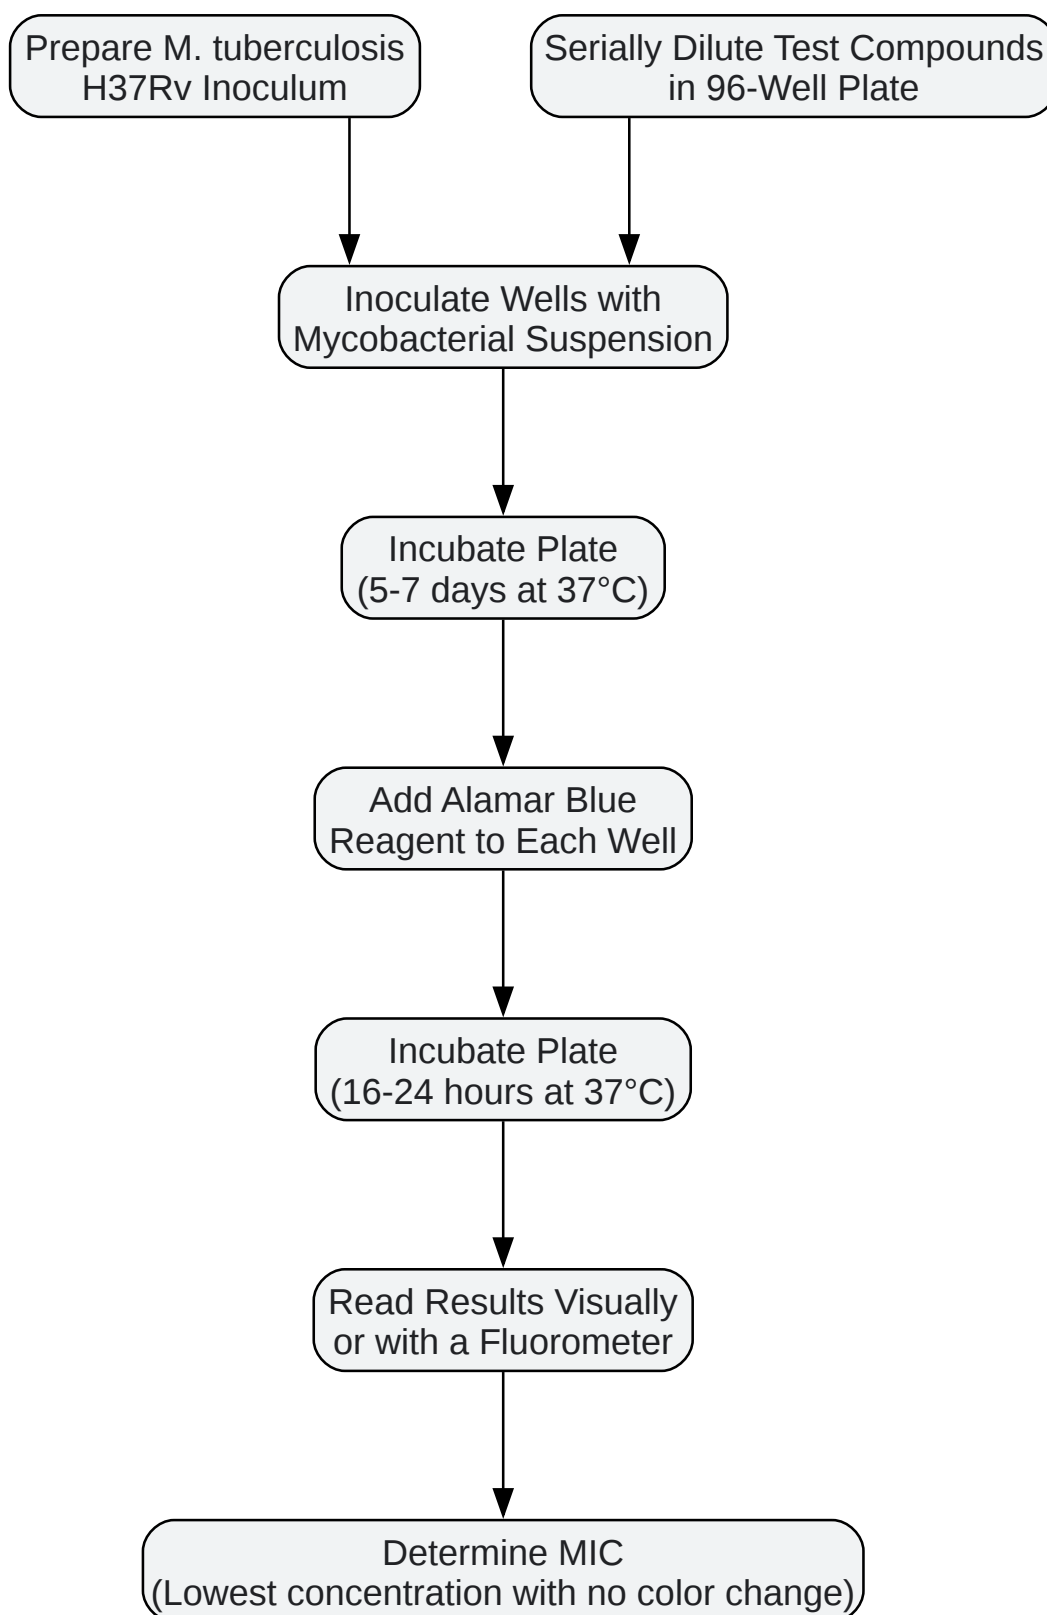 Prepare M. tuberculosis
H37Rv Inoculum
Serially Dilute Test Compounds
in 96-Well Plate
Inoculate Wells with
Mycobacterial Suspension
Incubate Plate
(5-7 days at 37°C)
Add Alamar Blue
Reagent to Each Well
Incubate Plate
(16-24 hours at 37°C)
Read Results Visually
or with a Fluorometer
Determine MIC
(Lowest concentration with no color change)